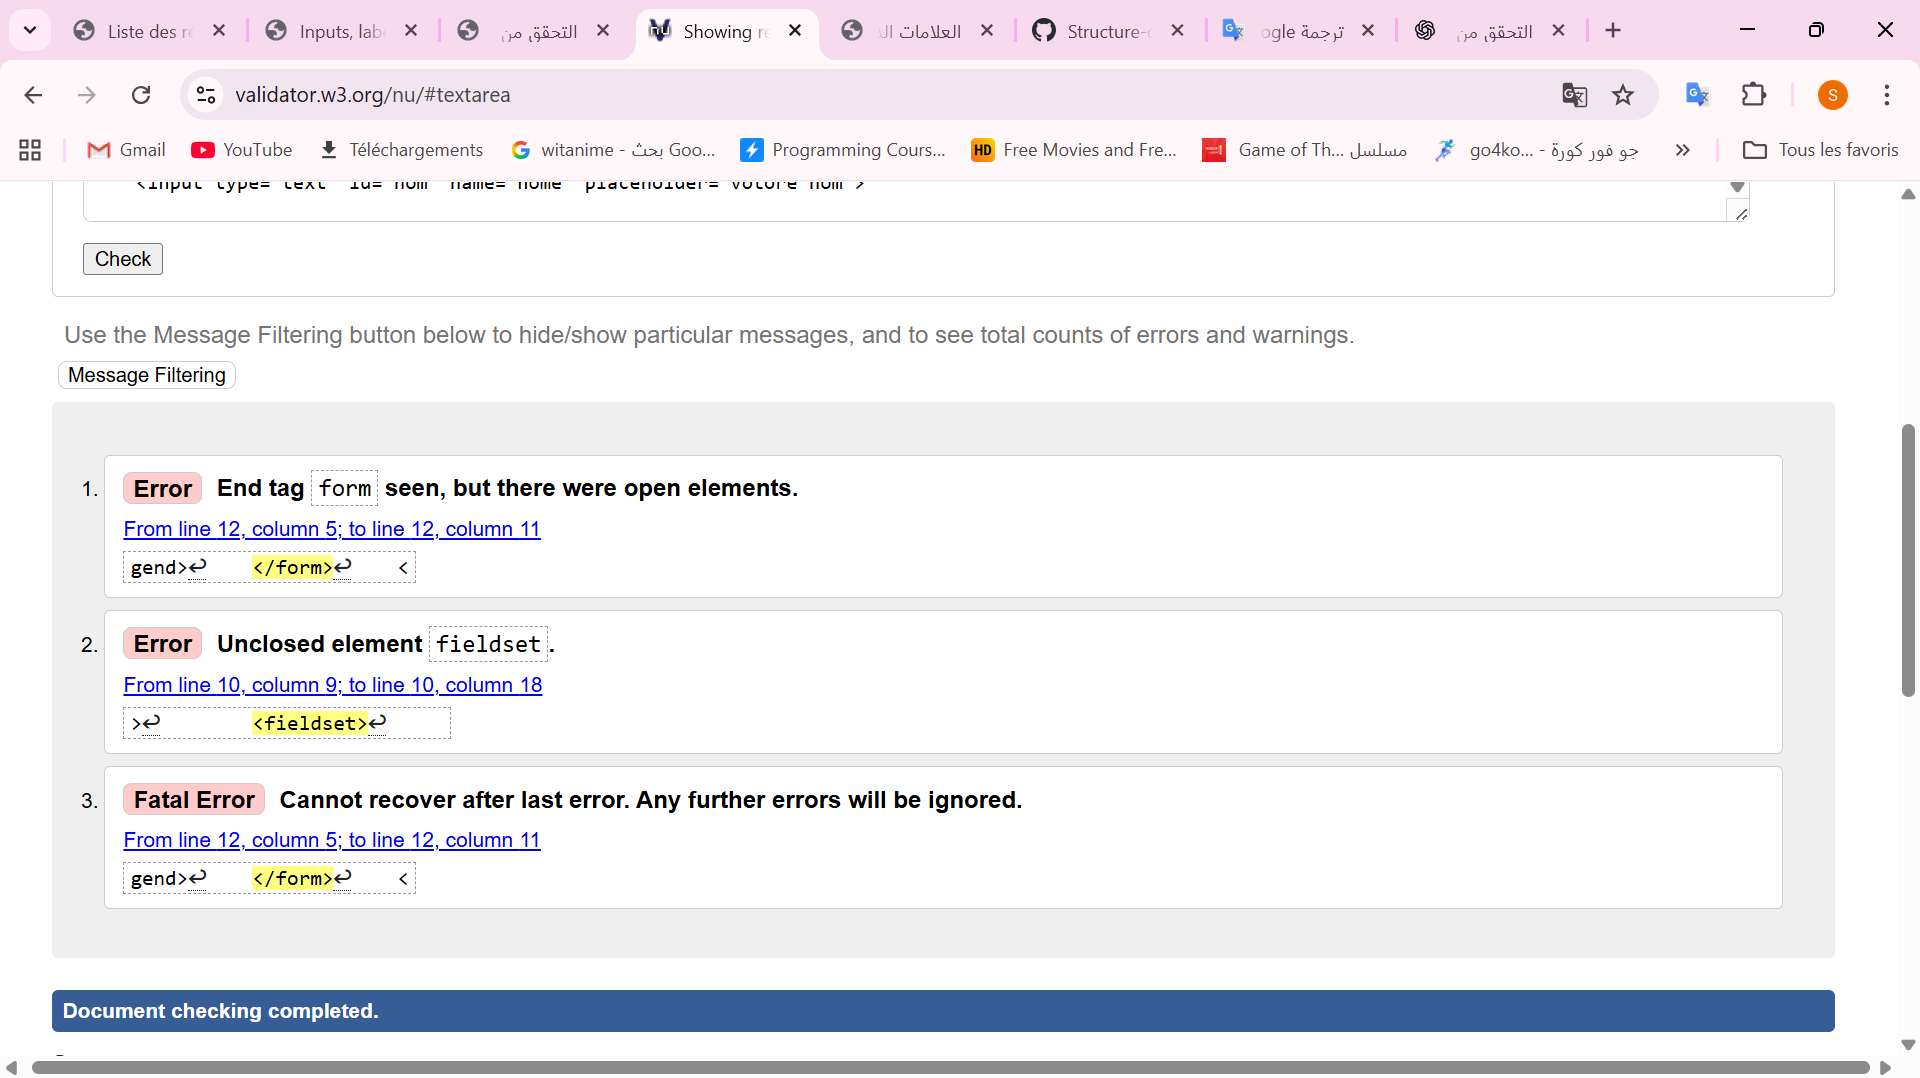 Liste des r
Inputs, lab
التحقق من
Showing re
العلامات الد
Structure-
ترجمة ogle
التحقق من
validator.w3.org/nu/#textarea
S
Gmail
YouTube
Téléchargements
witanime - بحث Goo...
Programming Cours...
HD Free Movies and Fre...
Game of Th... مسلسل
go4ko... - جو فور كورة
Tous les favoris
<input type="text" id="nom" name="nome" placeholder="votore nom">
Check
Use the Message Filtering button below to hide/show particular messages, and to see total counts of errors and warnings.
Message Filtering
1. Error End tag form seen, but there were open elements.
From line 12, column 5; to line 12, column 11
gend>↩ </form>↩ <
2. Error Unclosed element fieldset.
From line 10, column 9; to line 10, column 18
>↩ <fieldset>↩
3. Fatal Error Cannot recover after last error. Any further errors will be ignored.
From line 12, column 5; to line 12, column 11
gend>↩ </form>↩ <
Document checking completed.